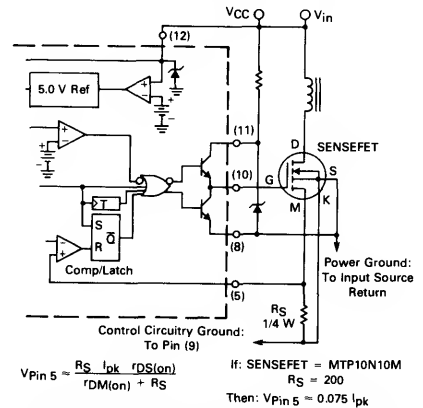 VCC Vin
(12)
5.0 V Ref
(11)
D SENSEFET
(10) G S
M K
T
S Q̅
R
(8)
Comp/Latch
Power Ground:
To Input Source
Return
(5)
RS
1/4 W
Control Circuitry Ground:
To Pin (9)
VPin 5 ≈ RS Ipk rDS(on)
rDM(on) + RS
If: SENSEFET = MTP10N10M
RS = 200
Then: VPin 5 ≈ 0.075 Ipk